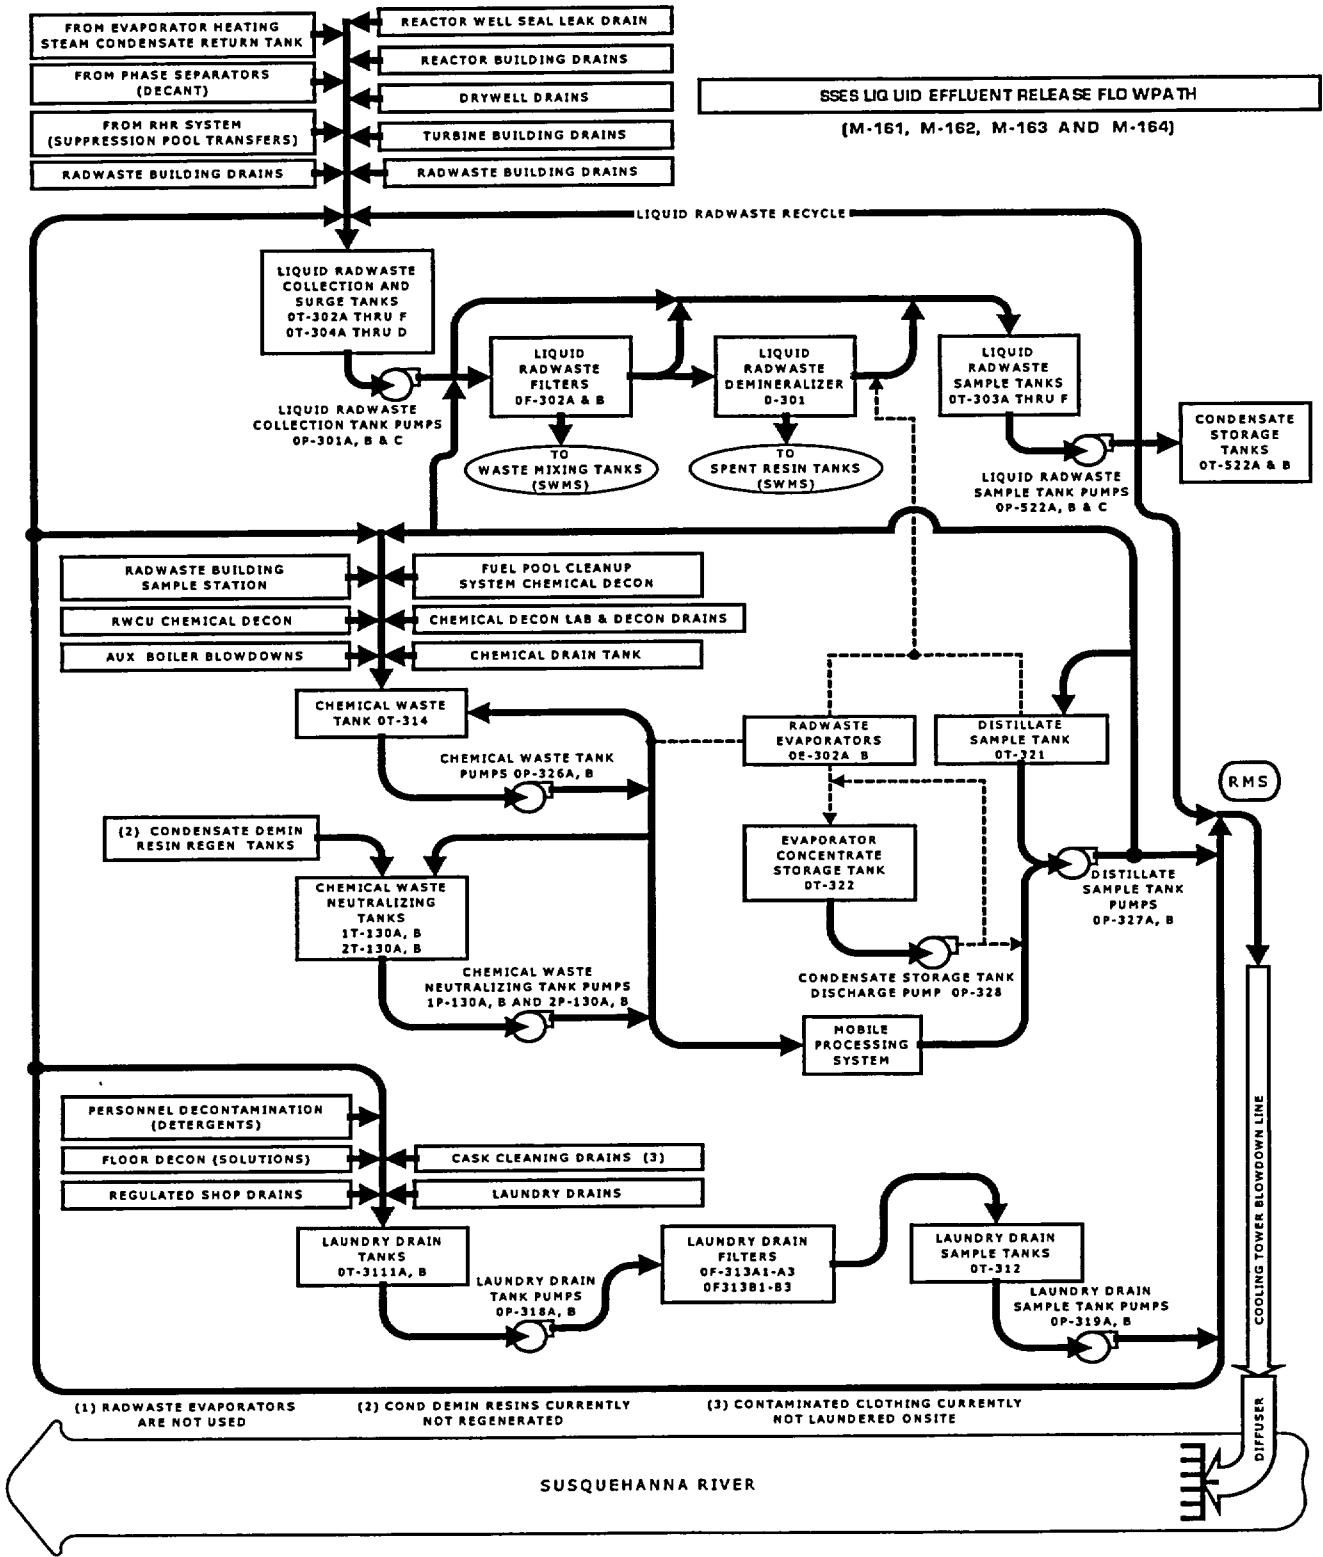 FROM EVAPORATOR HEATING
STEAM CONDENSATE RETURN TANK
REACTOR WELL SEAL LEAK DRAIN
FROM PHASE SEPARATORS
(DECANT)
REACTOR BUILDING DRAINS
DRYWELL DRAINS
FROM RHR SYSTEM
(SUPPRESSION POOL TRANSFERS)
TURBINE BUILDING DRAINS
RADWASTE BUILDING DRAINS
RADWASTE BUILDING DRAINS
SSES LIQ UID EFFLUENT RELEASE FLO WPATH
(M-161, M-162, M-163 AND M-164)
LIQUID RADWASTE RECYCLE
LIQUID RADWASTE
COLLECTION AND
SURGE TANKS
0T-302A THRU F
0T-304A THRU D
LIQUID RADWASTE
COLLECTION TANK PUMPS
0P-301A, B & C
LIQUID
RADWASTE
FILTERS
0F-302A & B
TO
WASTE MIXING TANKS
(SWMS)
LIQUID
RADWASTE
DEMINERALIZER
0-301
TO
SPENT RESIN TANKS
(SWMS)
LIQUID
RADWASTE
SAMPLE TANKS
0T-303A THRU F
LIQUID RADWASTE
SAMPLE TANK PUMPS
0P-522A, B & C
CONDENSATE
STORAGE
TANKS
0T-522A & B
RADWASTE BUILDING
SAMPLE STATION
FUEL POOL CLEANUP
SYSTEM CHEMICAL DECON
RWCU CHEMICAL DECON
CHEMICAL DECON LAB & DECON DRAINS
AUX BOILER BLOWDOWNS
CHEMICAL DRAIN TANK
CHEMICAL WASTE
TANK 0T-314
CHEMICAL WASTE TANK
PUMPS 0P-326A, B
RADWASTE
EVAPORATORS
0E-302A B
DISTILLATE
SAMPLE TANK
0T-321
RMS
(2) CONDENSATE DEMIN
RESIN REGEN TANKS
EVAPORATOR
CONCENTRATE
STORAGE TANK
0T-322
DISTILLATE
SAMPLE TANK
PUMPS
0P-327A, B
CHEMICAL WASTE
NEUTRALIZING
TANKS
1T-130A, B
2T-130A, B
CHEMICAL WASTE
NEUTRALIZING TANK PUMPS
1P-130A, B AND 2P-130A, B
CONDENSATE STORAGE TANK
DISCHARGE PUMP 0P-328
MOBILE
PROCESSING
SYSTEM
PERSONNEL DECONTAMINATION
(DETERGENTS)
FLOOR DECON (SOLUTIONS)
CASK CLEANING DRAINS (3)
REGULATED SHOP DRAINS
LAUNDRY DRAINS
LAUNDRY DRAIN
TANKS
0T-3111A, B
LAUNDRY DRAIN
TANK PUMPS
0P-318A, B
LAUNDRY DRAIN
FILTERS
0F-313A1-A3
0F313B1-B3
LAUNDRY DRAIN
SAMPLE TANKS
0T-312
LAUNDRY DRAIN
SAMPLE TANK PUMPS
0P-319A, B
COOLING TOWER BLOWDOWN LINE
DIFFUSER
(1) RADWASTE EVAPORATORS
ARE NOT USED
(2) COND DEMIN RESINS CURRENTLY
NOT REGENERATED
(3) CONTAMINATED CLOTHING CURRENTLY
NOT LAUNDERED ONSITE
SUSQUEHANNA RIVER